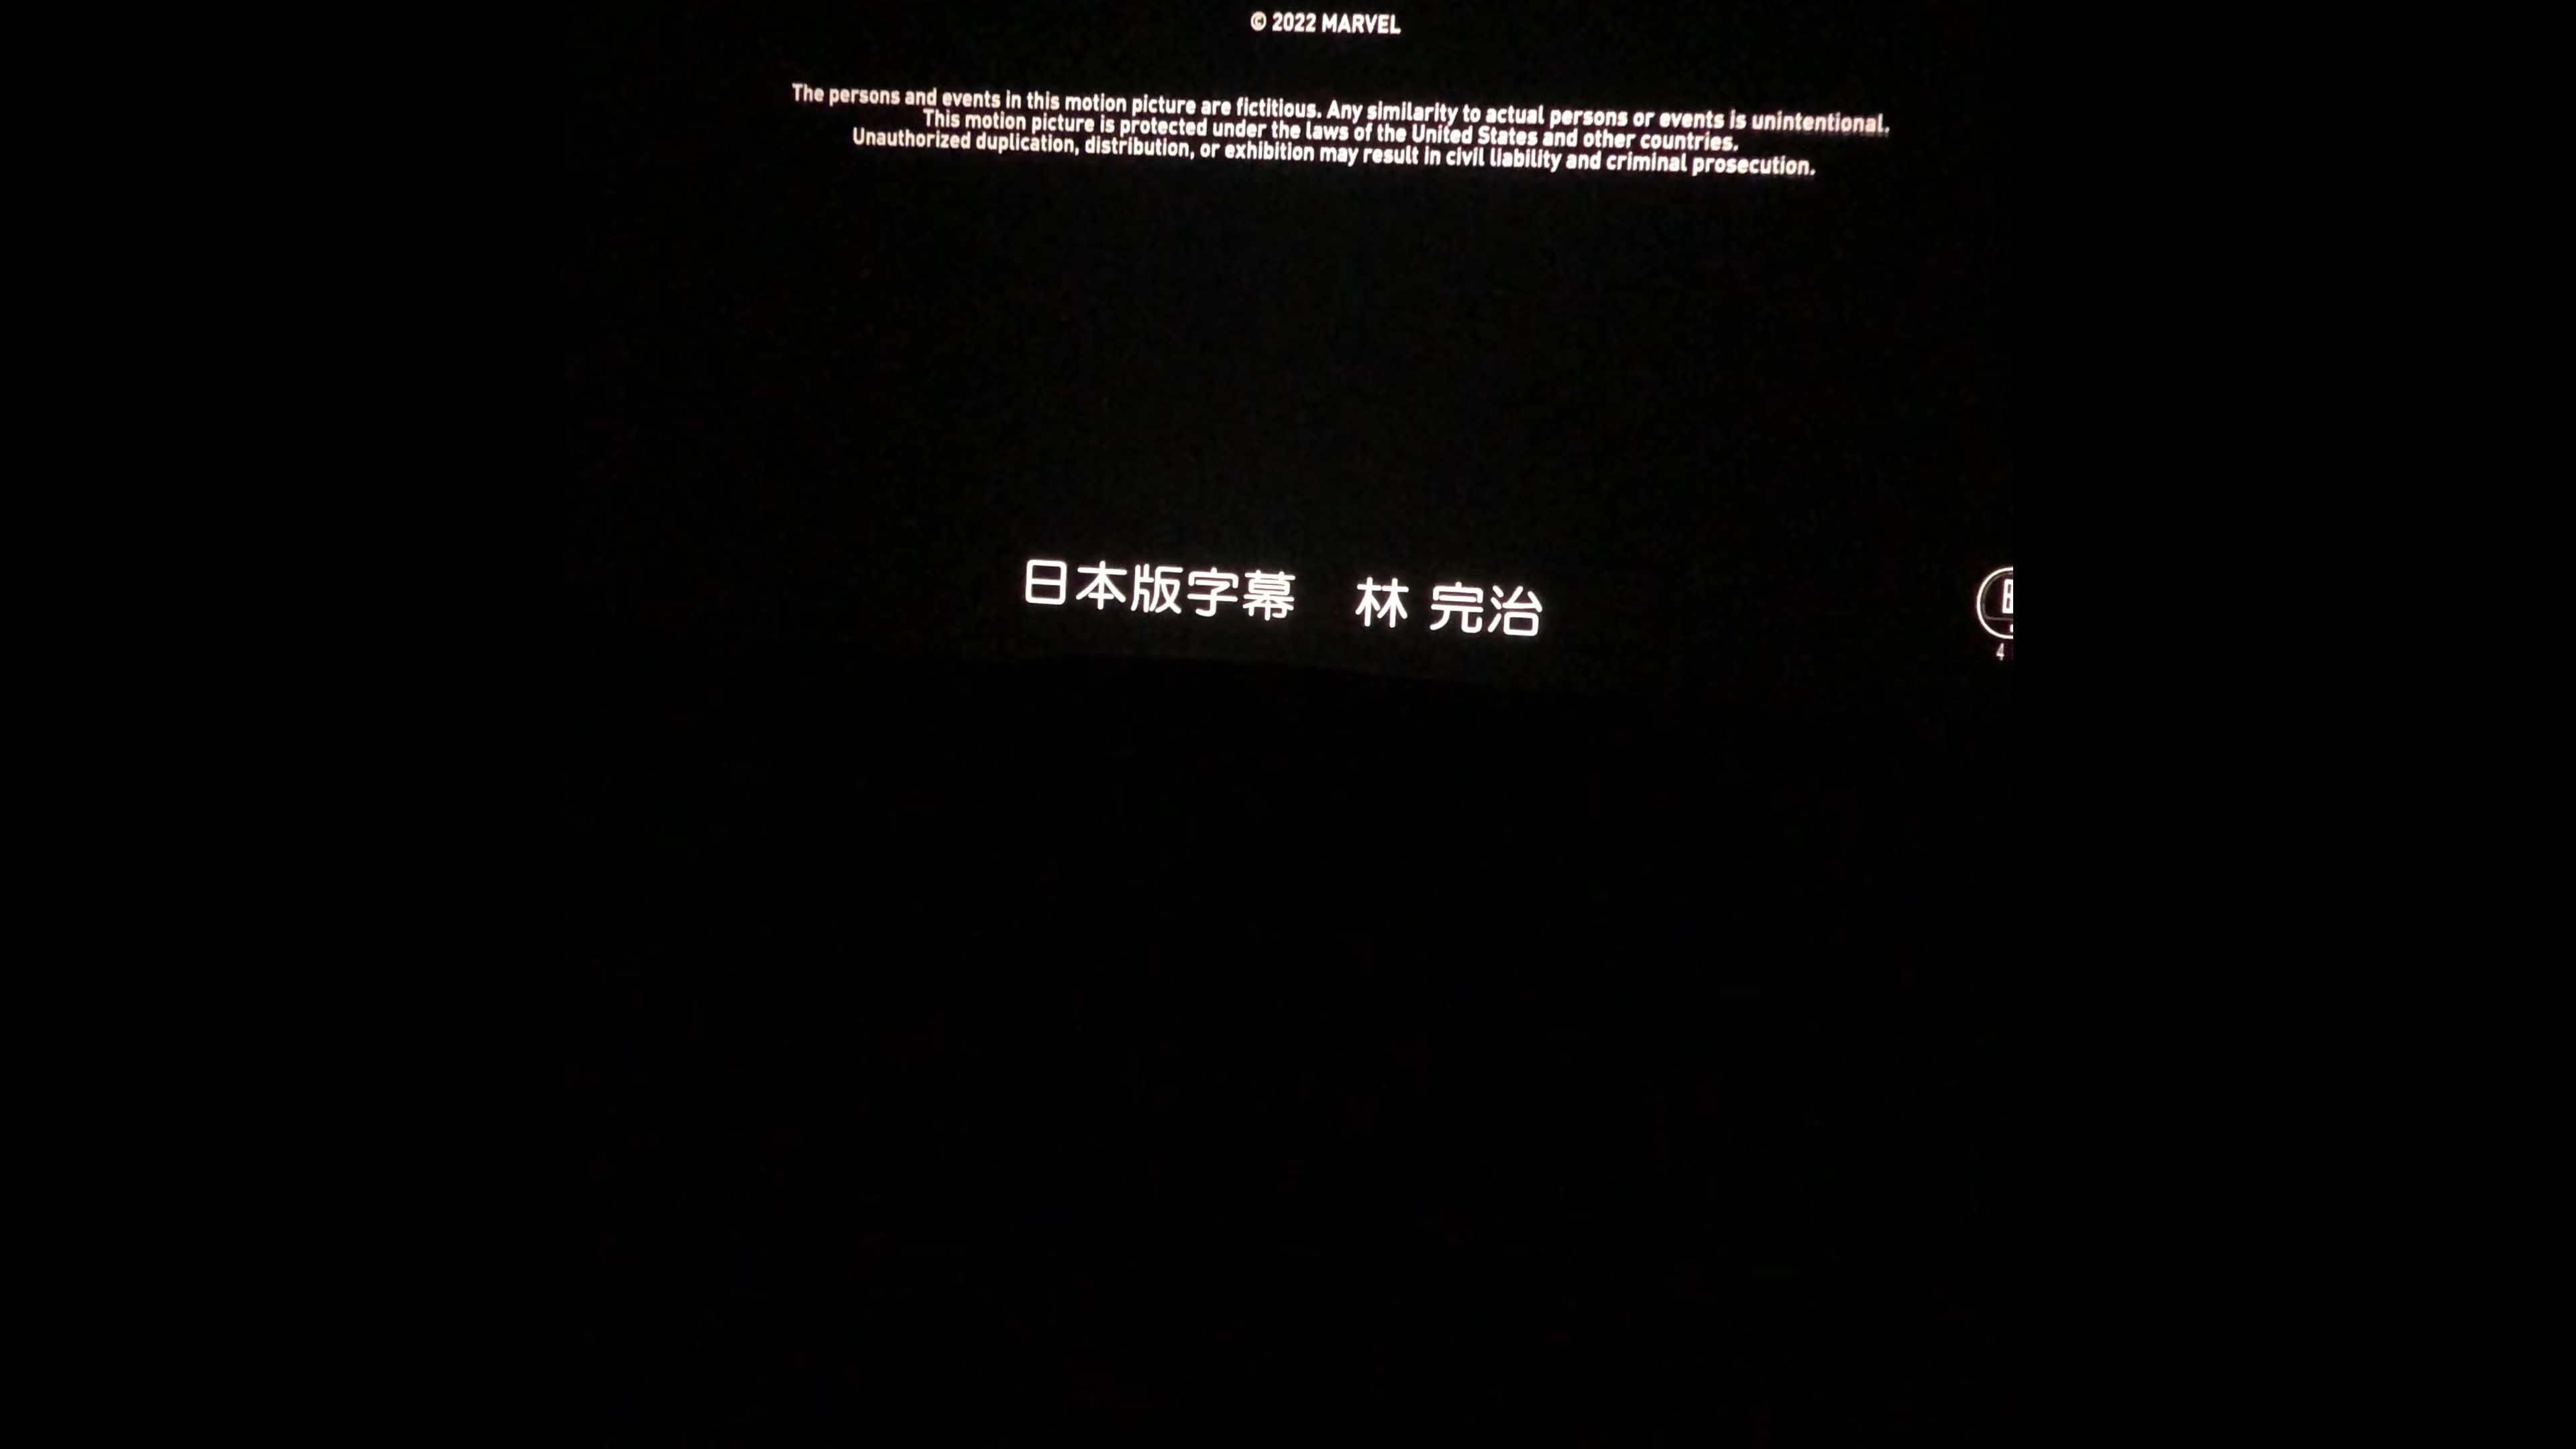 © 2022 MARVEL
The persons and events in this motion picture are fictitious. Any similarity to actual persons or events is unintentional.
This motion picture is protected under the laws of the United States and other countries.
Unauthorized duplication, distribution, or exhibition may result in civil liability and criminal prosecution.
日本版字幕 林 完治
4